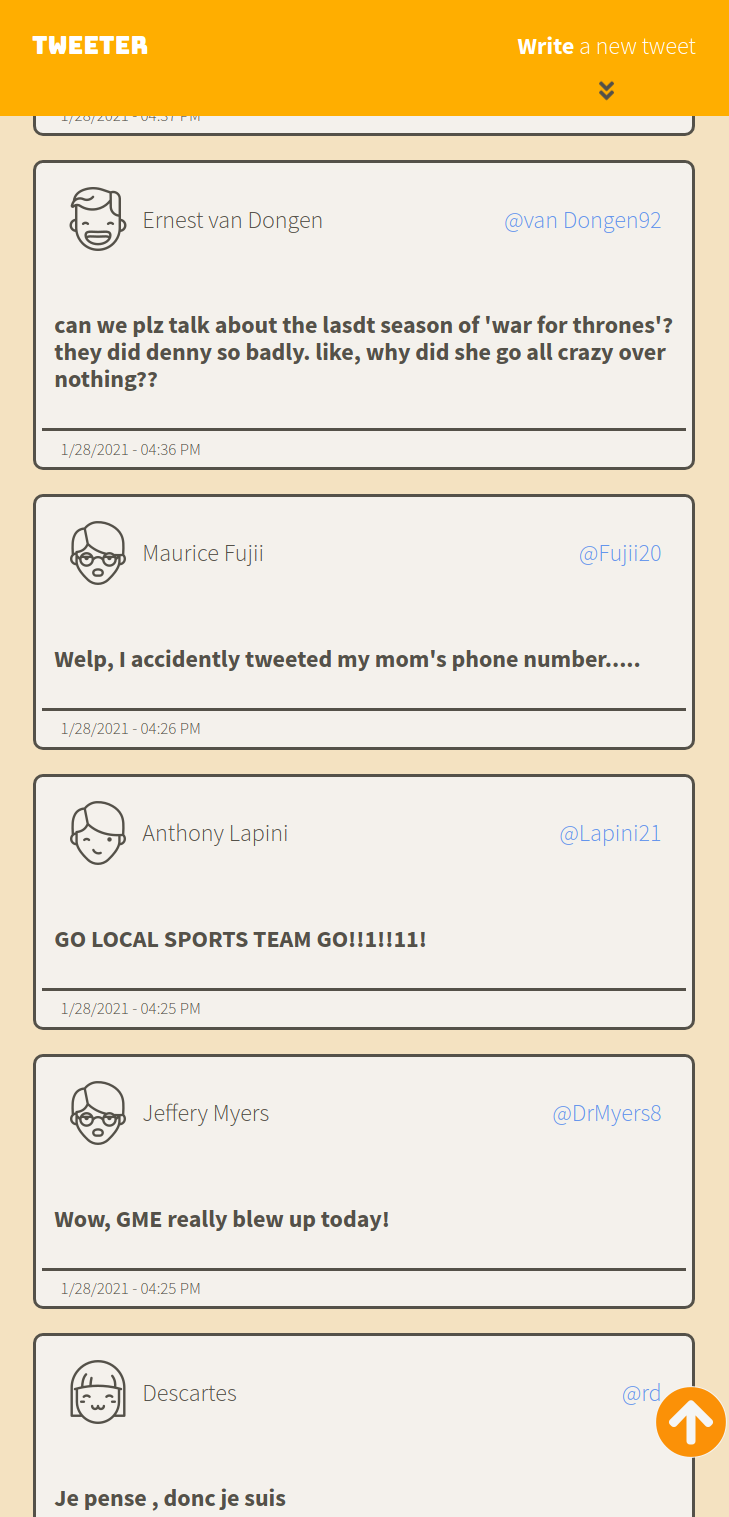 TWEETER
Write a new tweet
1/28/2021 - 04:37 PM
Ernest van Dongen
@van Dongen92
can we plz talk about the lasdt season of 'war for thrones'?
they did denny so badly. like, why did she go all crazy over
nothing??
1/28/2021 - 04:36 PM
Maurice Fujii
@Fujii20
Welp, I accidently tweeted my mom's phone number.....
1/28/2021 - 04:26 PM
Anthony Lapini
@Lapini21
GO LOCAL SPORTS TEAM GO!!1!!11!
1/28/2021 - 04:25 PM
Jeffery Myers
@DrMyers8
Wow, GME really blew up today!
1/28/2021 - 04:25 PM
Descartes
@rd
Je pense , donc je suis